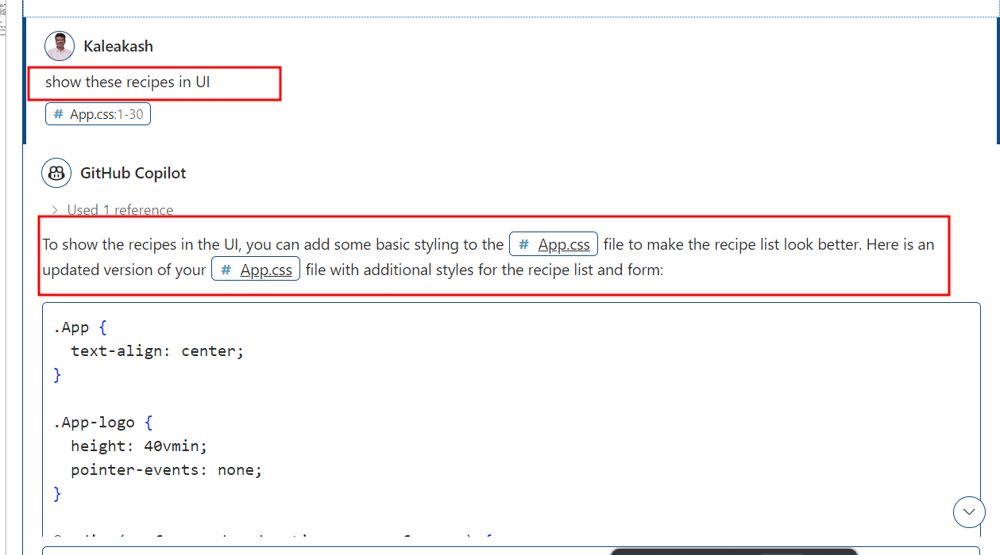 Kaleakash
show these recipes in UI
# App.css:1-30
GitHub Copilot
> Used 1 reference
To show the recipes in the UI, you can add some basic styling to the # App.css file to make the recipe list look better. Here is an
updated version of your # App.css file with additional styles for the recipe list and form:
.App {
  text-align: center;
}
.App-logo {
  height: 40vmin;
  pointer-events: none;
}